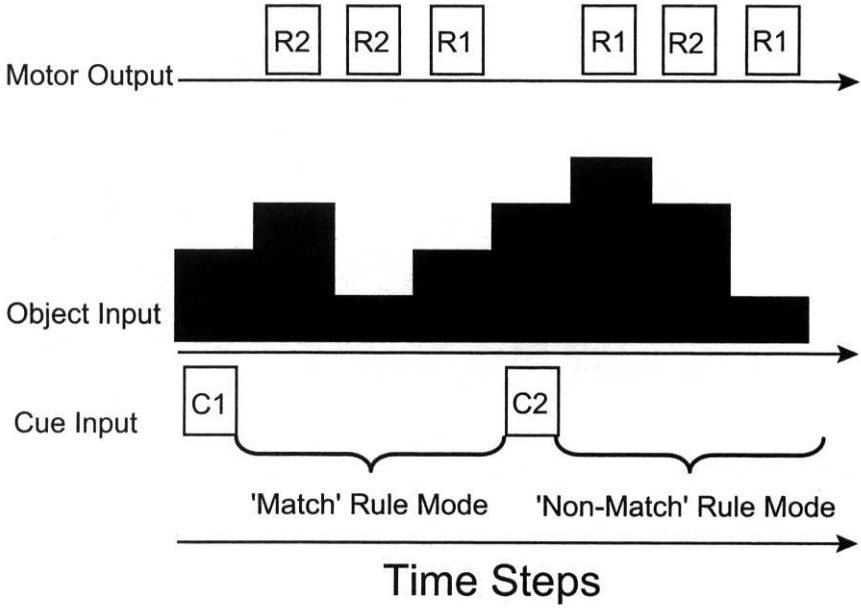 R2 R2 R1 R1 R2 R1
Motor Output
Object Input
C1 C2
Cue Input
'Match' Rule Mode 'Non-Match' Rule Mode
Time Steps